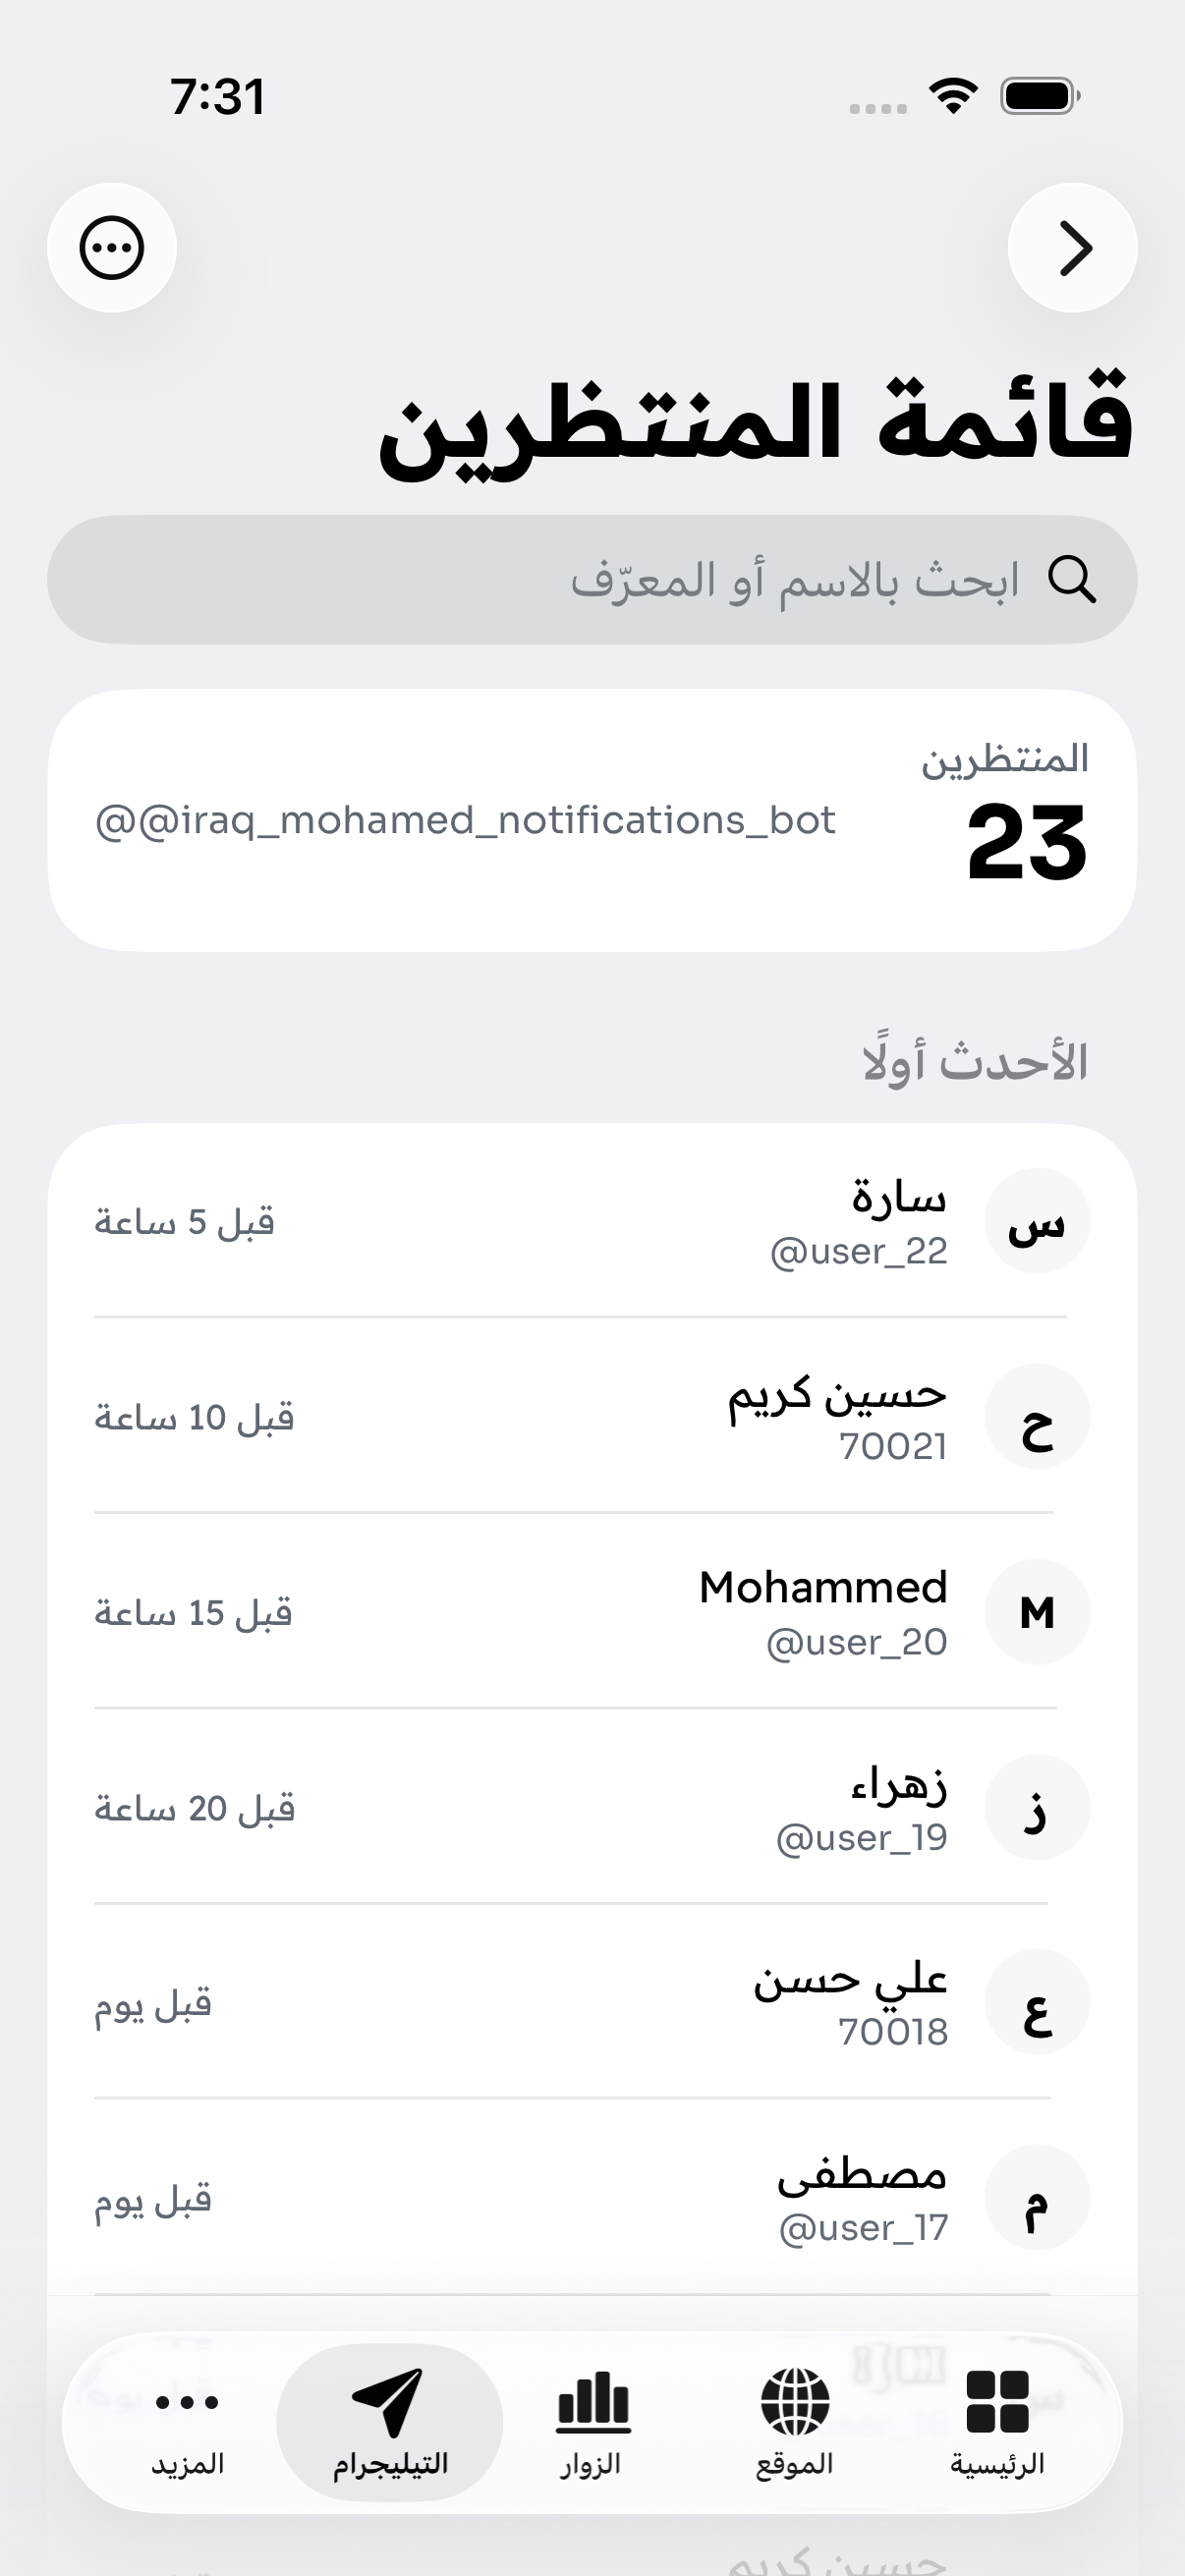 7:31
قائمة المنتظرين
ابحث بالاسم أو المعرّف
المنتظرين
23
@@iraq_mohamed_notifications_bot
الأحدث أولًا
س
سارة
@user_22
قبل 5 ساعة
ح
حسين كريم
70021
قبل 10 ساعة
M
Mohammed
@user_20
قبل 15 ساعة
ز
زهراء
@user_19
قبل 20 ساعة
ع
علي حسن
70018
قبل يوم
م
مصطفى
@user_17
قبل يوم
الرئيسية
الموقع
الزوار
التيليجرام
المزيد
حسين كريم